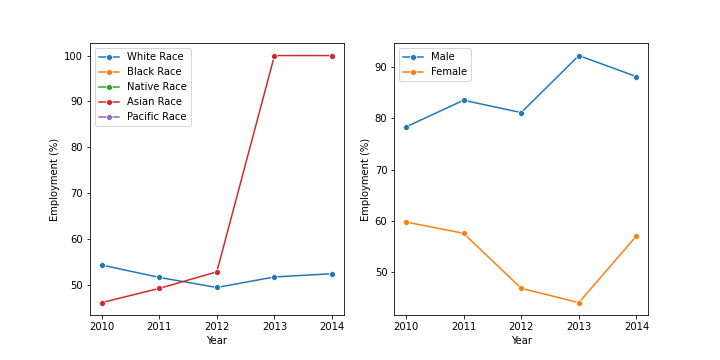 White Race
Black Race
Native Race
Asian Race
Pacific Race
Employment (%)
100
90
80
70
60
50
2010 2011 2012 2013 2014
Year
Male
Female
Employment (%)
90
80
70
60
50
2010 2011 2012 2013 2014
Year